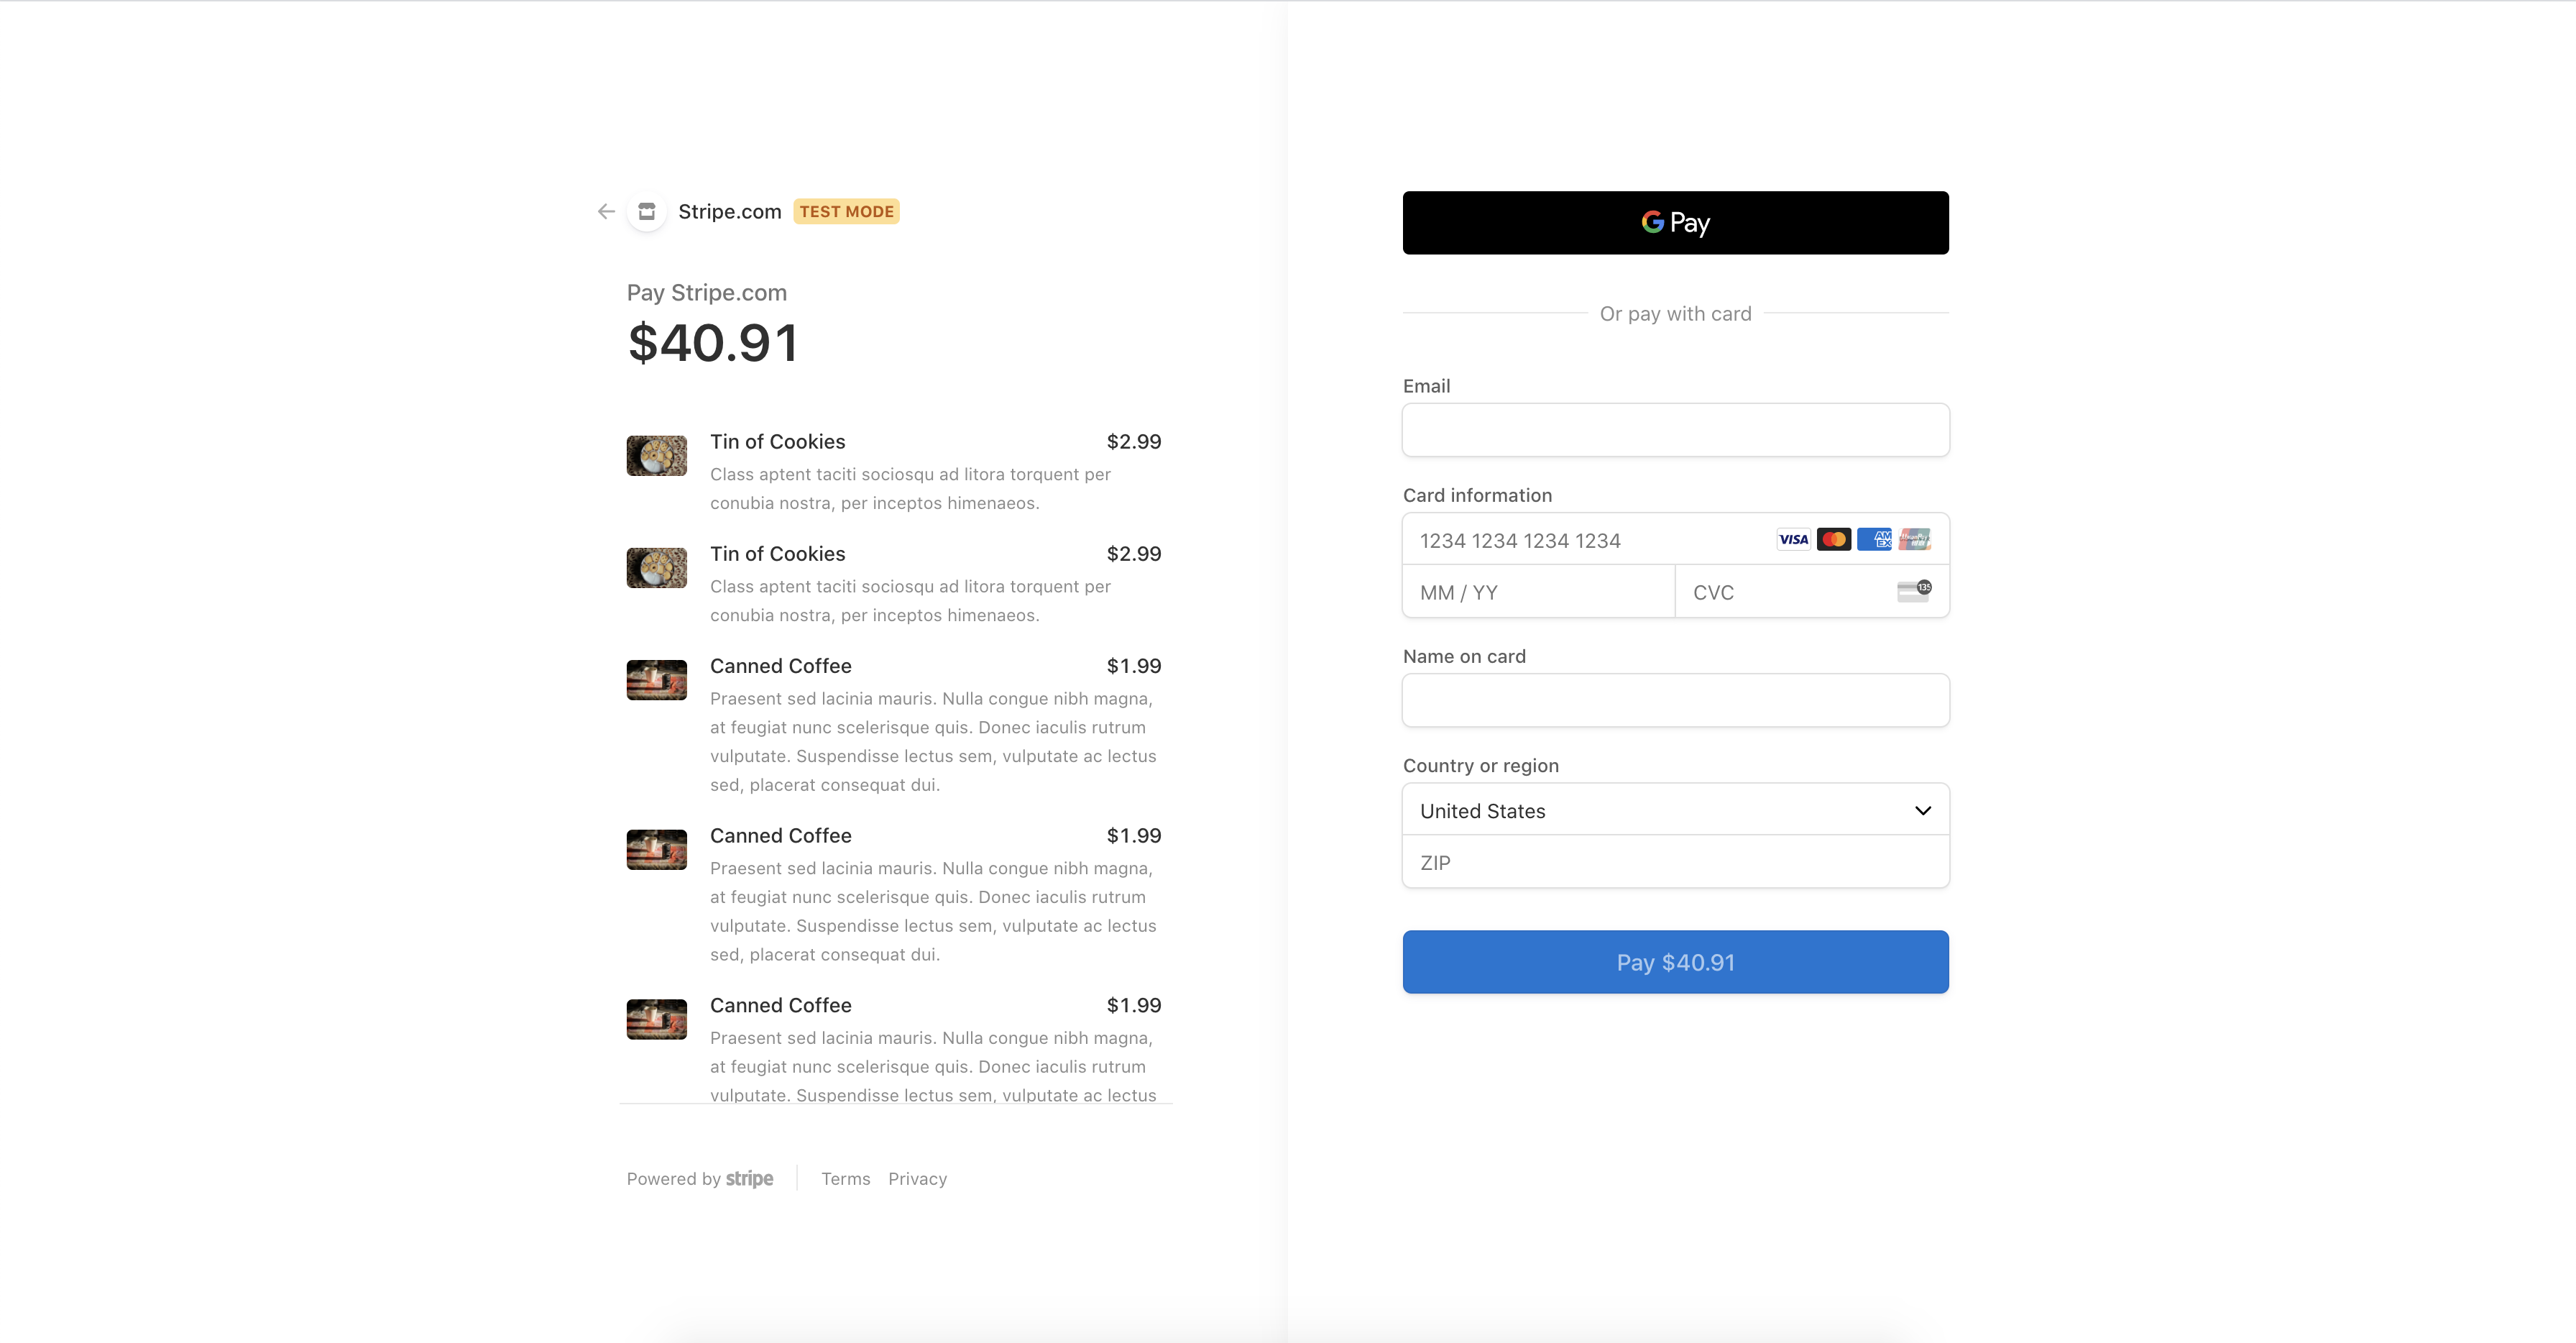 Stripe.com TEST MODE
Pay Stripe.com
$40.91
Tin of Cookies $2.99
Class aptent taciti sociosqu ad litora torquent per
conubia nostra, per inceptos himenaeos.
Tin of Cookies $2.99
Class aptent taciti sociosqu ad litora torquent per
conubia nostra, per inceptos himenaeos.
Canned Coffee $1.99
Praesent sed lacinia mauris. Nulla congue nibh magna,
at feugiat nunc scelerisque quis. Donec iaculis rutrum
vulputate. Suspendisse lectus sem, vulputate ac lectus
sed, placerat consequat dui.
Canned Coffee $1.99
Praesent sed lacinia mauris. Nulla congue nibh magna,
at feugiat nunc scelerisque quis. Donec iaculis rutrum
vulputate. Suspendisse lectus sem, vulputate ac lectus
sed, placerat consequat dui.
Canned Coffee $1.99
Praesent sed lacinia mauris. Nulla congue nibh magna,
at feugiat nunc scelerisque quis. Donec iaculis rutrum
vulputate. Suspendisse lectus sem, vulputate ac lectus
Powered by stripe Terms Privacy
G Pay
Or pay with card
Email
Card information
1234 1234 1234 1234 VISA AM EX UnionPay
MM / YY CVC 135
Name on card
Country or region
United States
ZIP
Pay $40.91